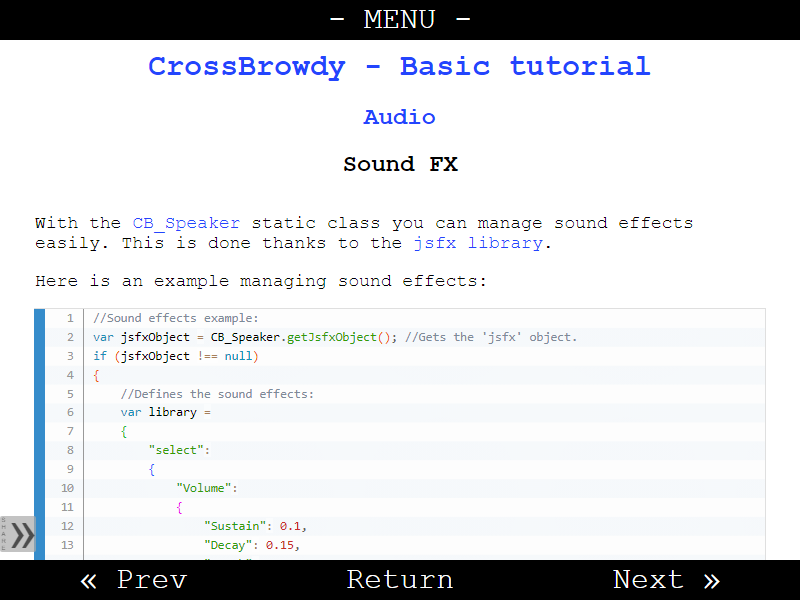 - MENU -
CrossBrowdy - Basic tutorial
Audio
Sound FX
With the CB_Speaker static class you can manage sound effects
easily. This is done thanks to the jsfx library.
Here is an example managing sound effects:
1 //Sound effects example:
2 var jsfxObject = CB_Speaker.getJsfxObject(); //Gets the 'jsfx' object.
3 if (jsfxObject !== null)
4 {
5 //Defines the sound effects:
6 var library =
7 {
8 "select":
9 {
10 "Volume":
11 {
12 "Sustain": 0.1,
13 "Decay": 0.15,
SHARE »
« Prev Return Next »